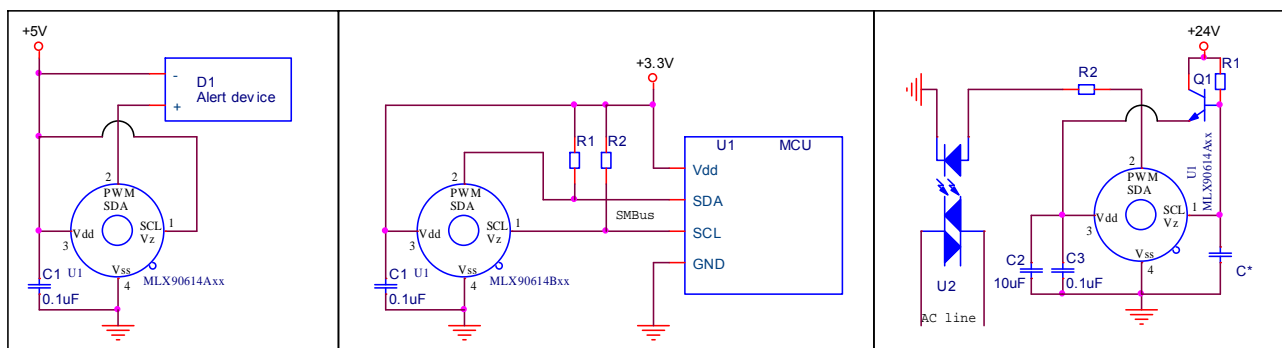 +5V
-
D1
Alert device
+
2
PWM
SDA
SCL
Vz
1
Vdd
3
Vss
4
C1
U1
0.1uF
MLX90614Axx
+3.3V
R1
R2
U1
MCU
Vdd
SDA
SCL
GND
SMBus
2
PWM
SDA
SCL
Vz
1
Vdd
3
Vss
4
C1
U1
0.1uF
MLX90614Bxx
+24V
R1
Q1
R2
U1
MLX90614Axx
2
PWM
SDA
SCL
Vz
1
Vdd
3
Vss
4
C2
10uF
C3
0.1uF
C*
U2
AC line